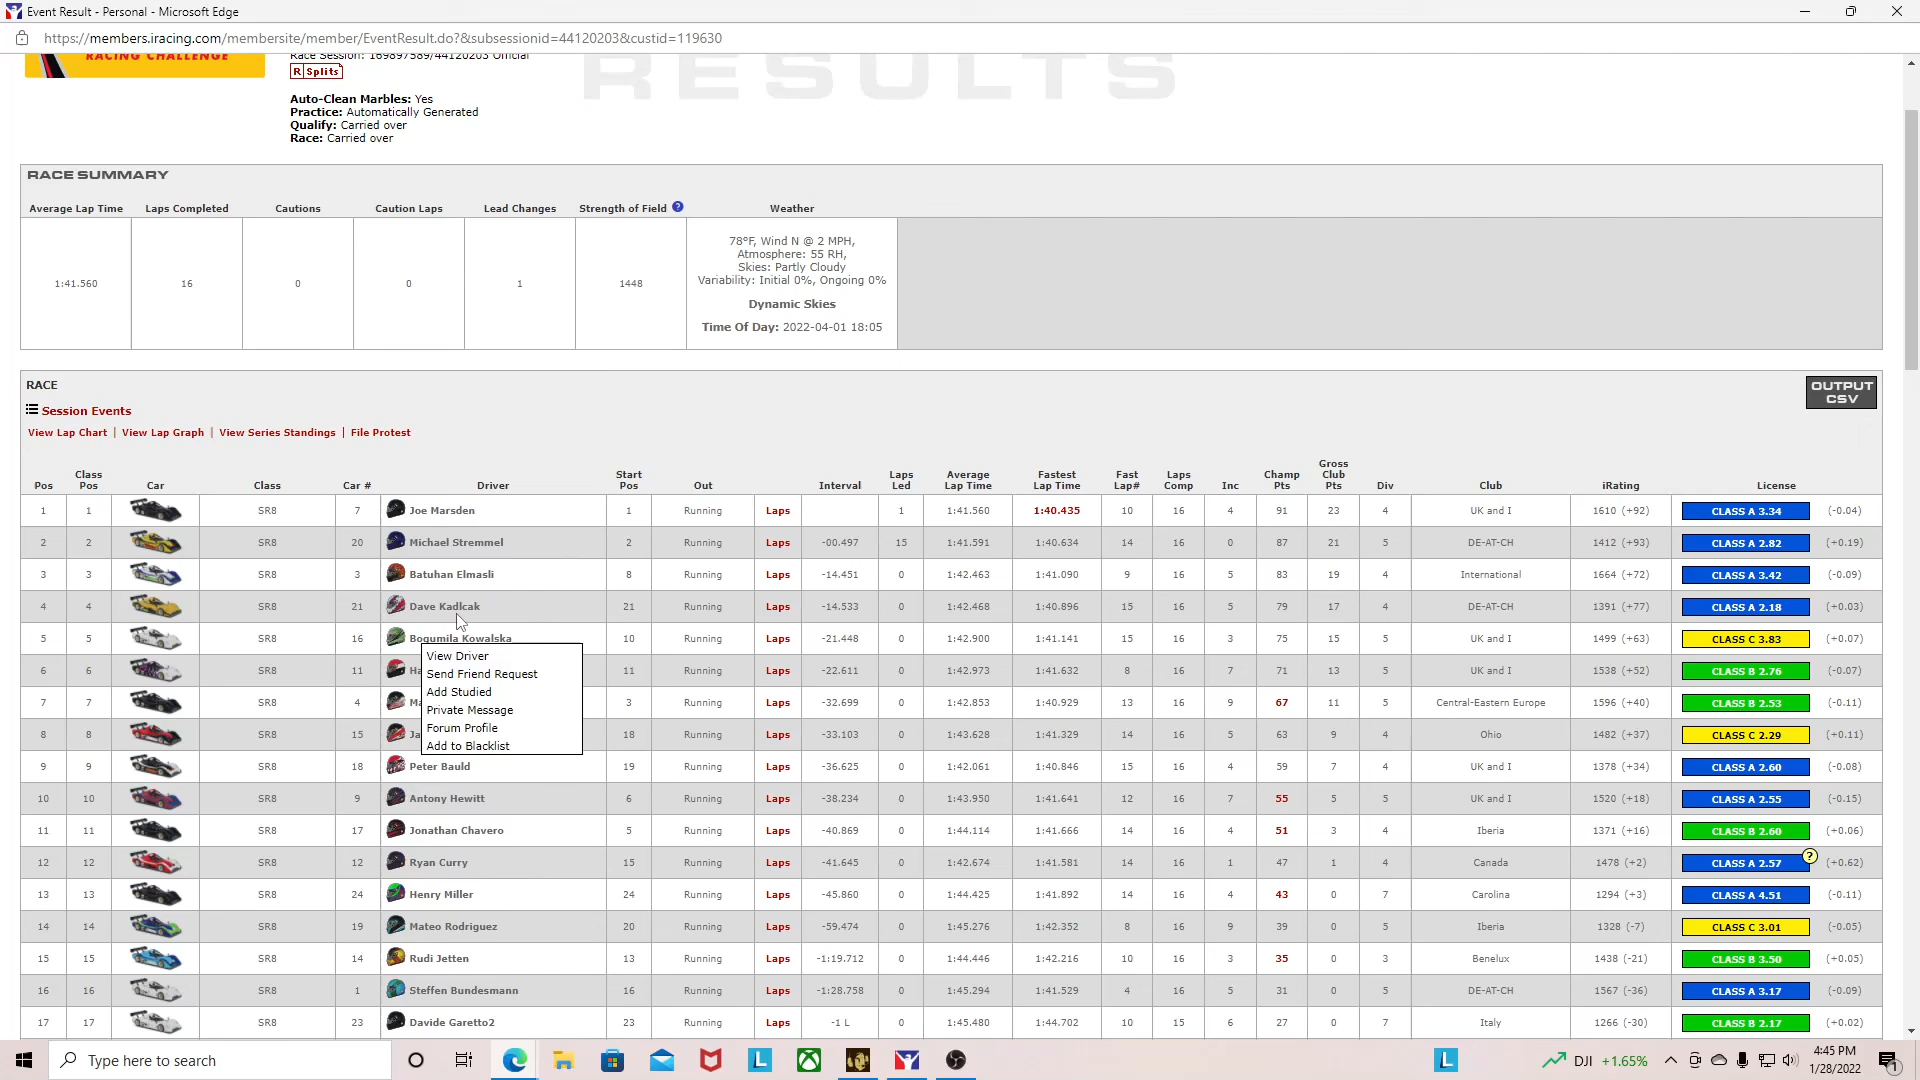 Event Result - Personal - Microsoft Edge
https://members.iracing.com/membersite/member/EventResult.do?&subsessionid=44120203&custid=119630
RACING CHALLENGE
Race Session: 169897589/44120203 Official
R Splits
RESULTS
Auto-Clean Marbles: Yes
Practice: Automatically Generated
Qualify: Carried over
Race: Carried over
RACE SUMMARY
Average Lap Time Laps Completed Cautions Caution Laps Lead Changes Strength of Field ? Weather
1:41.560 16 0 0 1 1448
78°F, Wind N @ 2 MPH,
Atmosphere: 55 RH,
Skies: Partly Cloudy
Variability: Initial 0%, Ongoing 0%
Dynamic Skies
Time Of Day: 2022-04-01 18:05
RACE
OUTPUT
CSV
Session Events
View Lap Chart | View Lap Graph | View Series Standings | File Protest
Pos Class Pos Car Class Car # Driver Start Pos Out Interval Laps Led Average Lap Time Fastest Lap Time Fast Lap# Laps Comp Inc Champ Pts Gross Club Pts Div Club iRating License
1 1 SR8 7 Joe Marsden 1 Running Laps 1 1:41.560 1:40.435 10 16 4 91 23 4 UK and I 1610 (+92) CLASS A 3.34 (-0.04)
2 2 SR8 20 Michael Stremmel 2 Running Laps -00.497 15 1:41.591 1:40.634 14 16 0 87 21 5 DE-AT-CH 1412 (+93) CLASS A 2.82 (+0.19)
3 3 SR8 3 Batuhan Elmasli 8 Running Laps -14.451 0 1:42.463 1:41.090 9 16 5 83 19 4 International 1664 (+72) CLASS A 3.42 (-0.09)
4 4 SR8 21 Dave Kadlcak 21 Running Laps -14.533 0 1:42.468 1:40.896 15 16 5 79 17 4 DE-AT-CH 1391 (+77) CLASS A 2.18 (+0.03)
5 5 SR8 16 Bogumila Kowalska 10 Running Laps -21.448 0 1:42.900 1:41.141 15 16 3 75 15 5 UK and I 1499 (+63) CLASS C 3.83 (+0.07)
6 6 SR8 11 Ha 11 Running Laps -22.611 0 1:42.973 1:41.632 8 16 7 71 13 5 UK and I 1538 (+52) CLASS B 2.76 (-0.07)
7 7 SR8 4 Ma 3 Running Laps -32.699 0 1:42.853 1:40.929 13 16 9 67 11 5 Central-Eastern Europe 1596 (+40) CLASS B 2.53 (-0.11)
8 8 SR8 15 Ja 18 Running Laps -33.103 0 1:43.628 1:41.329 14 16 5 63 9 4 Ohio 1482 (+37) CLASS C 2.29 (+0.11)
9 9 SR8 18 Peter Bauld 19 Running Laps -36.625 0 1:42.061 1:40.846 15 16 4 59 7 4 UK and I 1378 (+34) CLASS A 2.60 (-0.08)
10 10 SR8 9 Antony Hewitt 6 Running Laps -38.234 0 1:43.950 1:41.641 12 16 7 55 5 5 UK and I 1520 (+18) CLASS A 2.55 (-0.15)
11 11 SR8 17 Jonathan Chavero 5 Running Laps -40.869 0 1:44.114 1:41.666 14 16 4 51 3 4 Iberia 1371 (+16) CLASS B 2.60 (+0.06)
12 12 SR8 12 Ryan Curry 15 Running Laps -41.645 0 1:42.674 1:41.581 14 16 1 47 1 4 Canada 1478 (+2) CLASS A 2.57 ? (+0.62)
13 13 SR8 24 Henry Miller 24 Running Laps -45.860 0 1:44.425 1:41.892 14 16 4 43 0 7 Carolina 1294 (+3) CLASS A 4.51 (-0.11)
14 14 SR8 19 Mateo Rodriguez 20 Running Laps -59.474 0 1:45.276 1:42.352 8 16 9 39 0 5 Iberia 1328 (-7) CLASS C 3.01 (-0.05)
15 15 SR8 14 Rudi Jetten 13 Running Laps -1:19.712 0 1:44.446 1:42.216 10 16 3 35 0 3 Benelux 1438 (-21) CLASS B 3.50 (+0.05)
16 16 SR8 1 Steffen Bundesmann 16 Running Laps -1:28.758 0 1:45.294 1:41.529 4 16 5 31 0 5 DE-AT-CH 1567 (-36) CLASS A 3.17 (-0.09)
17 17 SR8 23 Davide Garetto2 23 Running Laps -1 L 0 1:45.480 1:44.702 10 15 6 27 0 7 Italy 1266 (-30) CLASS B 2.17 (+0.02)
View Driver
Send Friend Request
Add Studied
Private Message
Forum Profile
Add to Blacklist
Type here to search
L
L
DJI +1.65%
4:45 PM
1/28/2022
1